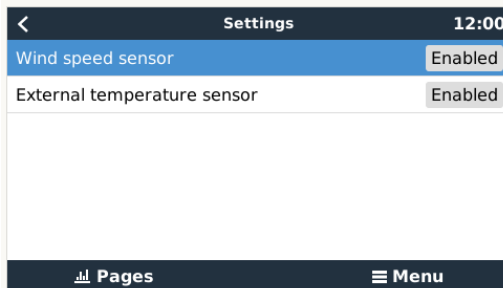 Settings 12:00
Wind speed sensor Enabled
External temperature sensor Enabled
Pages Menu